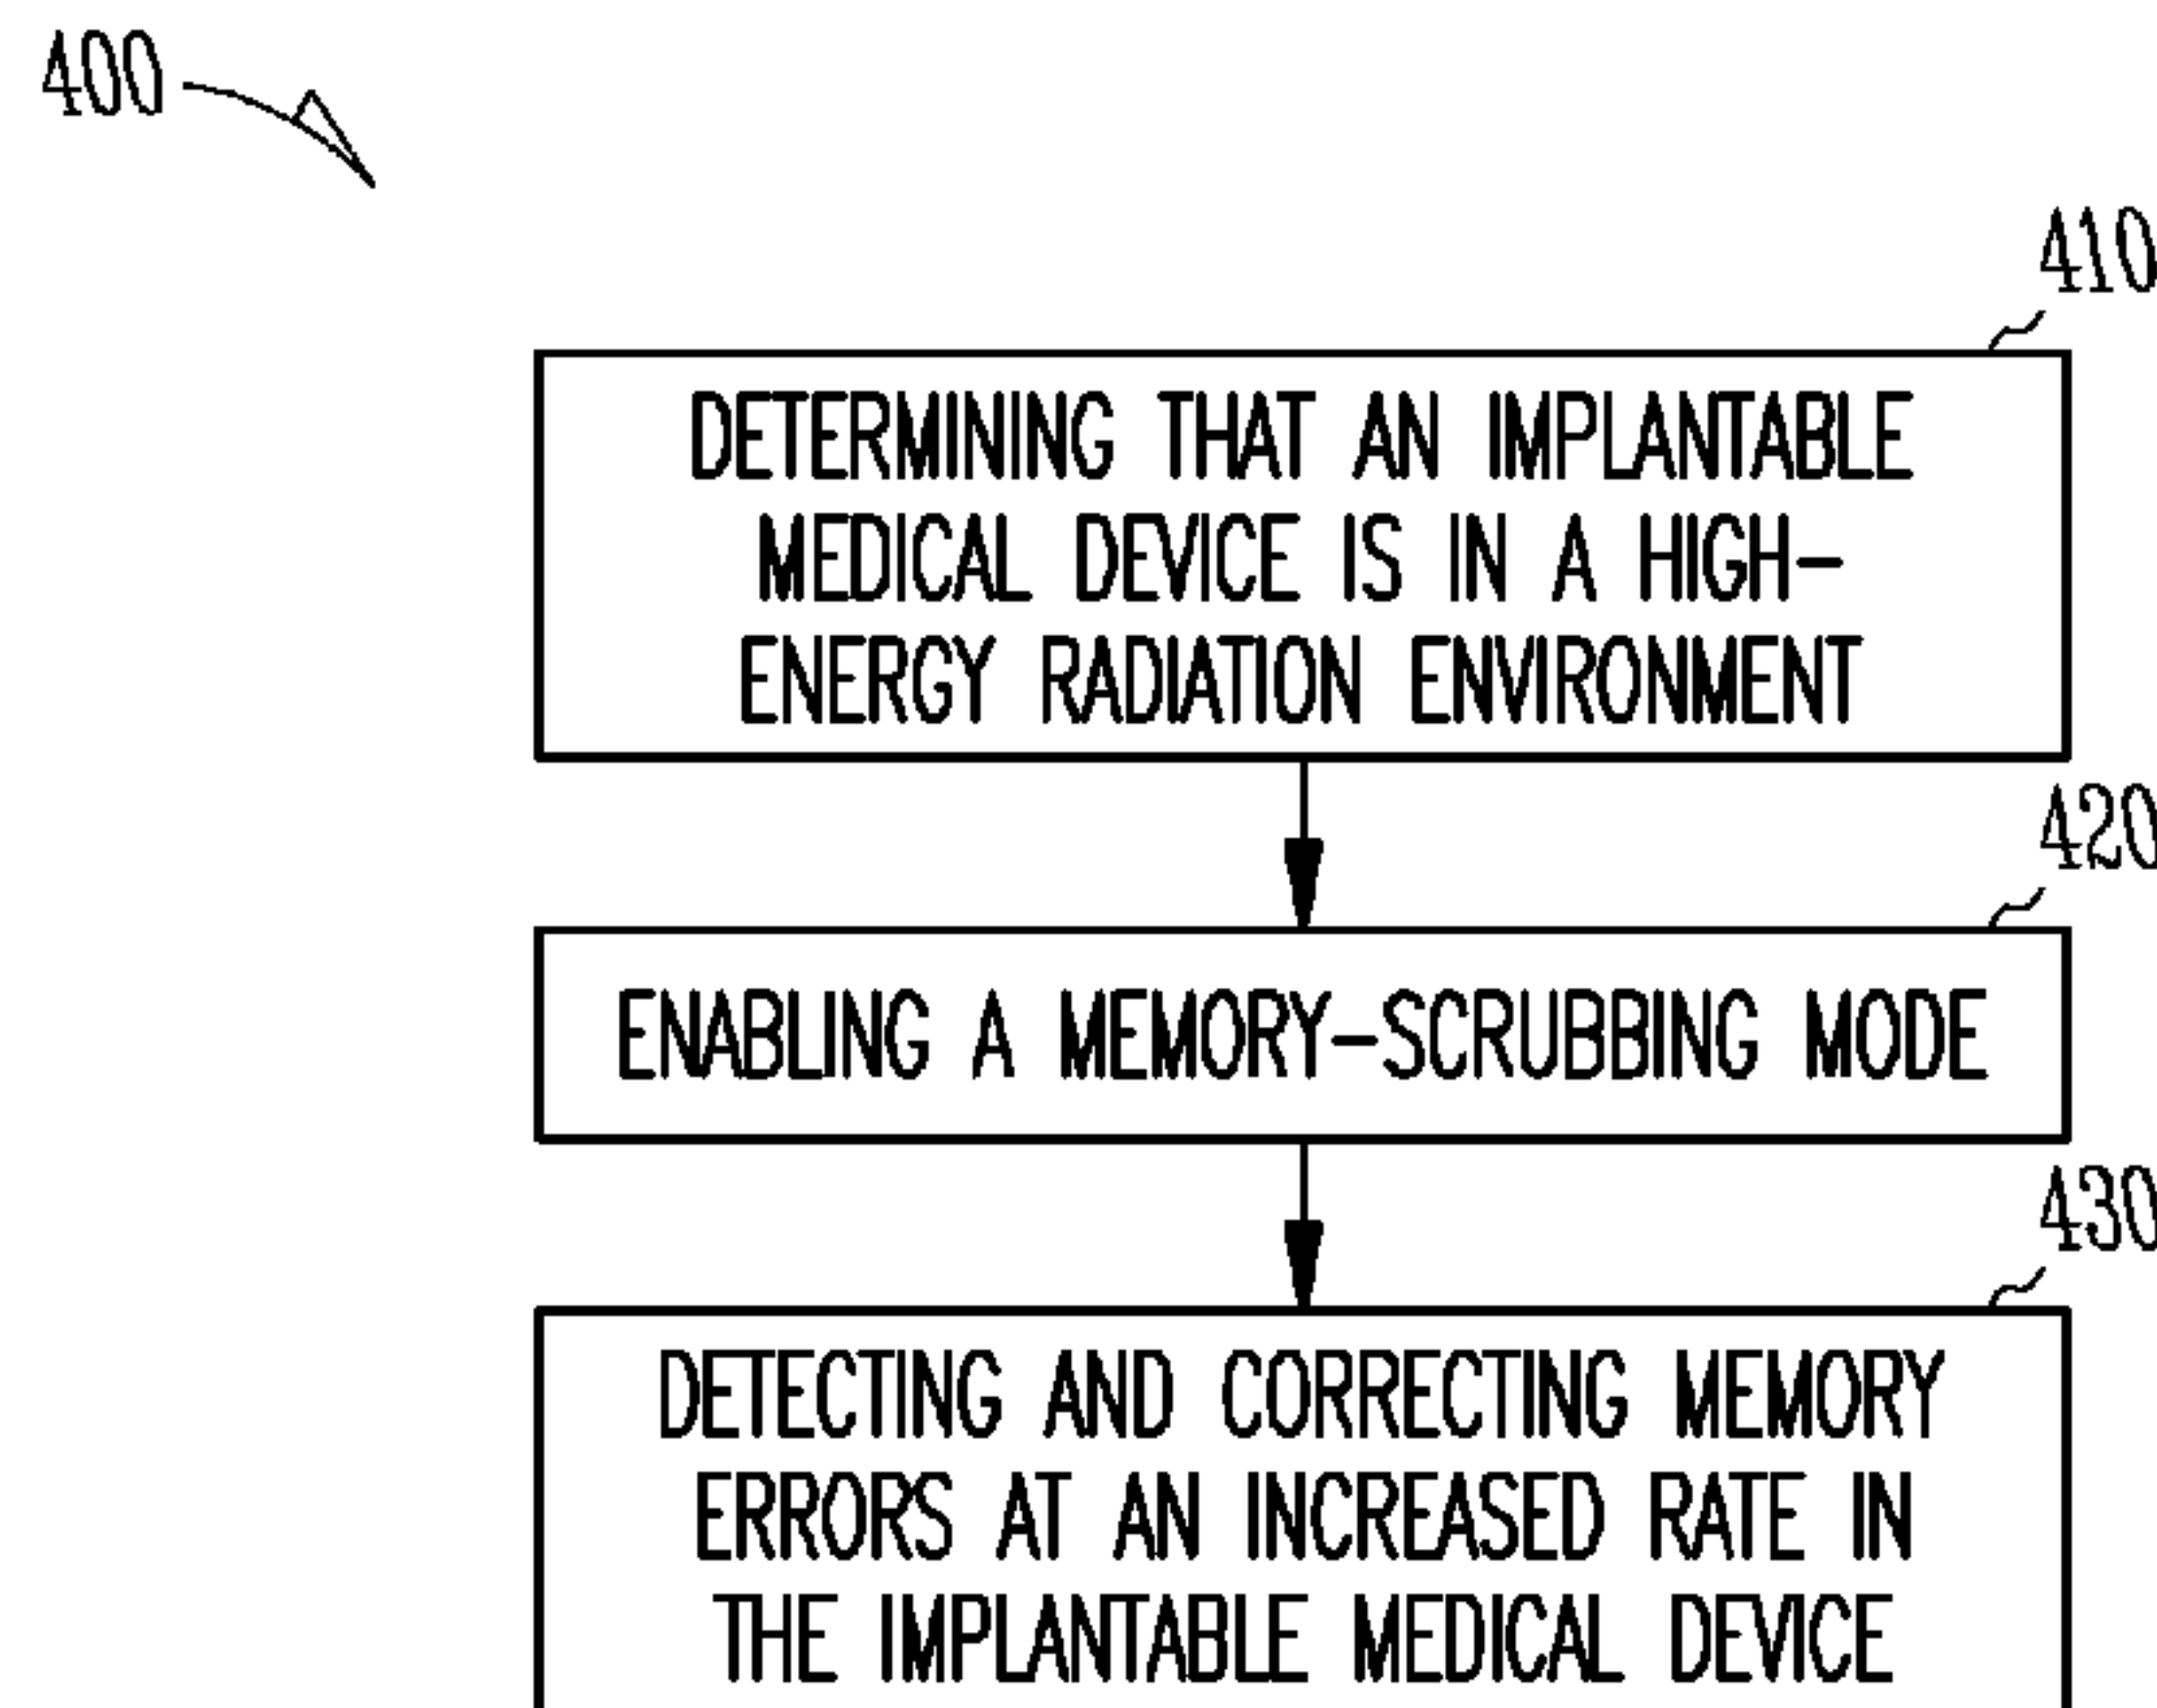 400
410
DETERMINING THAT AN IMPLANTABLE
MEDICAL DEVICE IS IN A HIGH-
ENERGY RADIATION ENVIRONMENT
420
ENABLING A MEMORY-SCRUBBING MODE
430
DETECTING AND CORRECTING MEMORY
ERRORS AT AN INCREASED RATE IN
THE IMPLANTABLE MEDICAL DEVICE